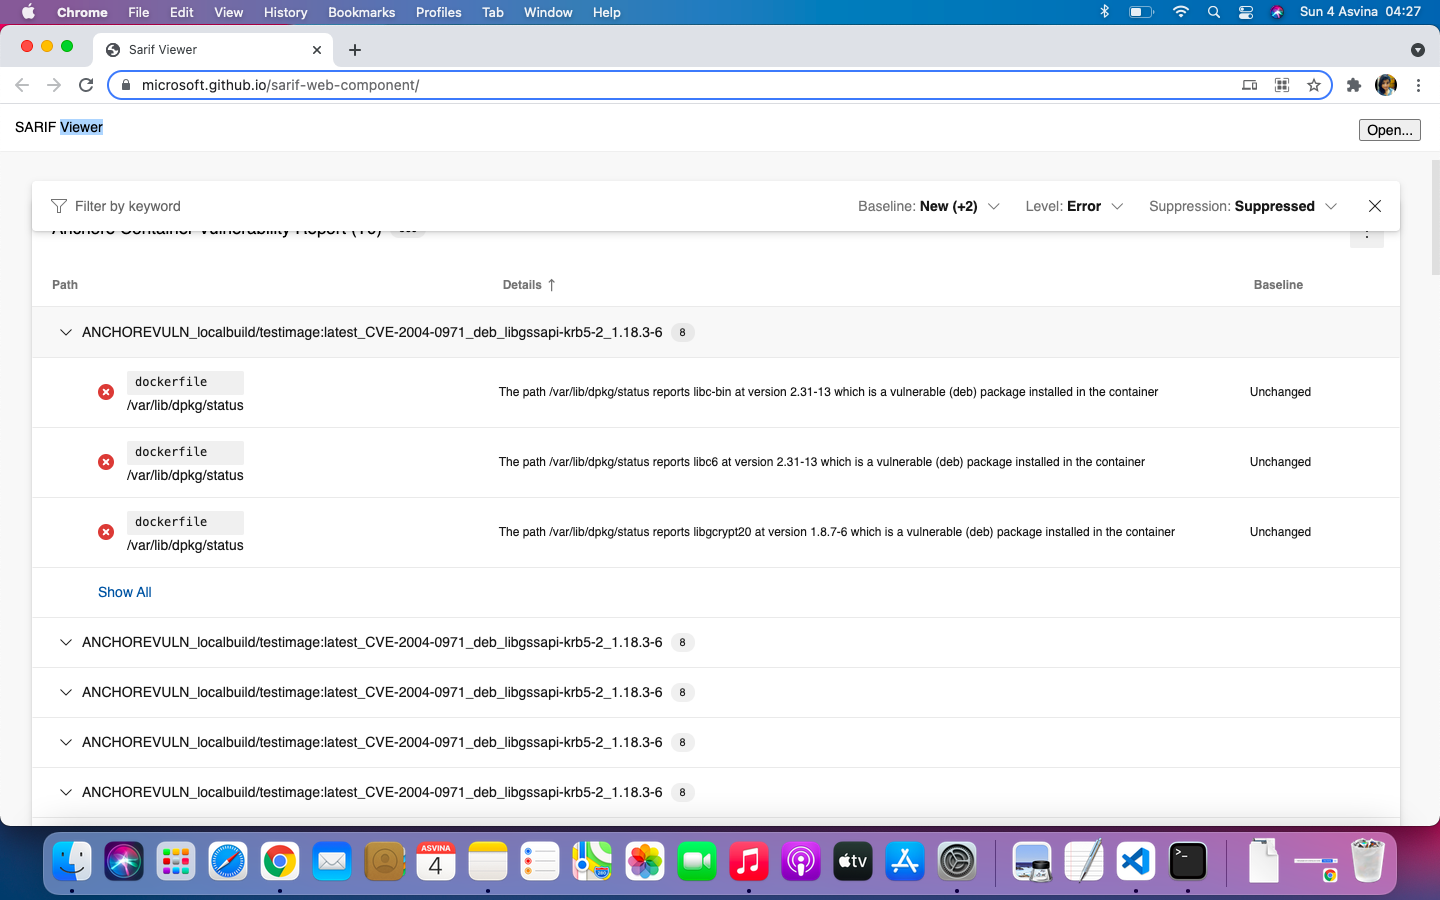 Chrome File Edit View History Bookmarks Profiles Tab Window Help Sun 4 Asvina 04:27
Sarif Viewer
microsoft.github.io/sarif-web-component/
SARIF Viewer
Open...
Filter by keyword
Baseline: New (+2) Level: Error Suppression: Suppressed
Anchore Container Vulnerability Report (10)
Path Details ↑ Baseline
ANCHOREVULN_localbuild/testimage:latest_CVE-2004-0971_deb_libgssapi-krb5-2_1.18.3-6 8
dockerfile
/var/lib/dpkg/status
The path /var/lib/dpkg/status reports libc-bin at version 2.31-13 which is a vulnerable (deb) package installed in the container
Unchanged
dockerfile
/var/lib/dpkg/status
The path /var/lib/dpkg/status reports libc6 at version 2.31-13 which is a vulnerable (deb) package installed in the container
Unchanged
dockerfile
/var/lib/dpkg/status
The path /var/lib/dpkg/status reports libgcrypt20 at version 1.8.7-6 which is a vulnerable (deb) package installed in the container
Unchanged
Show All
ANCHOREVULN_localbuild/testimage:latest_CVE-2004-0971_deb_libgssapi-krb5-2_1.18.3-6 8
ANCHOREVULN_localbuild/testimage:latest_CVE-2004-0971_deb_libgssapi-krb5-2_1.18.3-6 8
ANCHOREVULN_localbuild/testimage:latest_CVE-2004-0971_deb_libgssapi-krb5-2_1.18.3-6 8
ANCHOREVULN_localbuild/testimage:latest_CVE-2004-0971_deb_libgssapi-krb5-2_1.18.3-6 8
ASVINA
4
tv